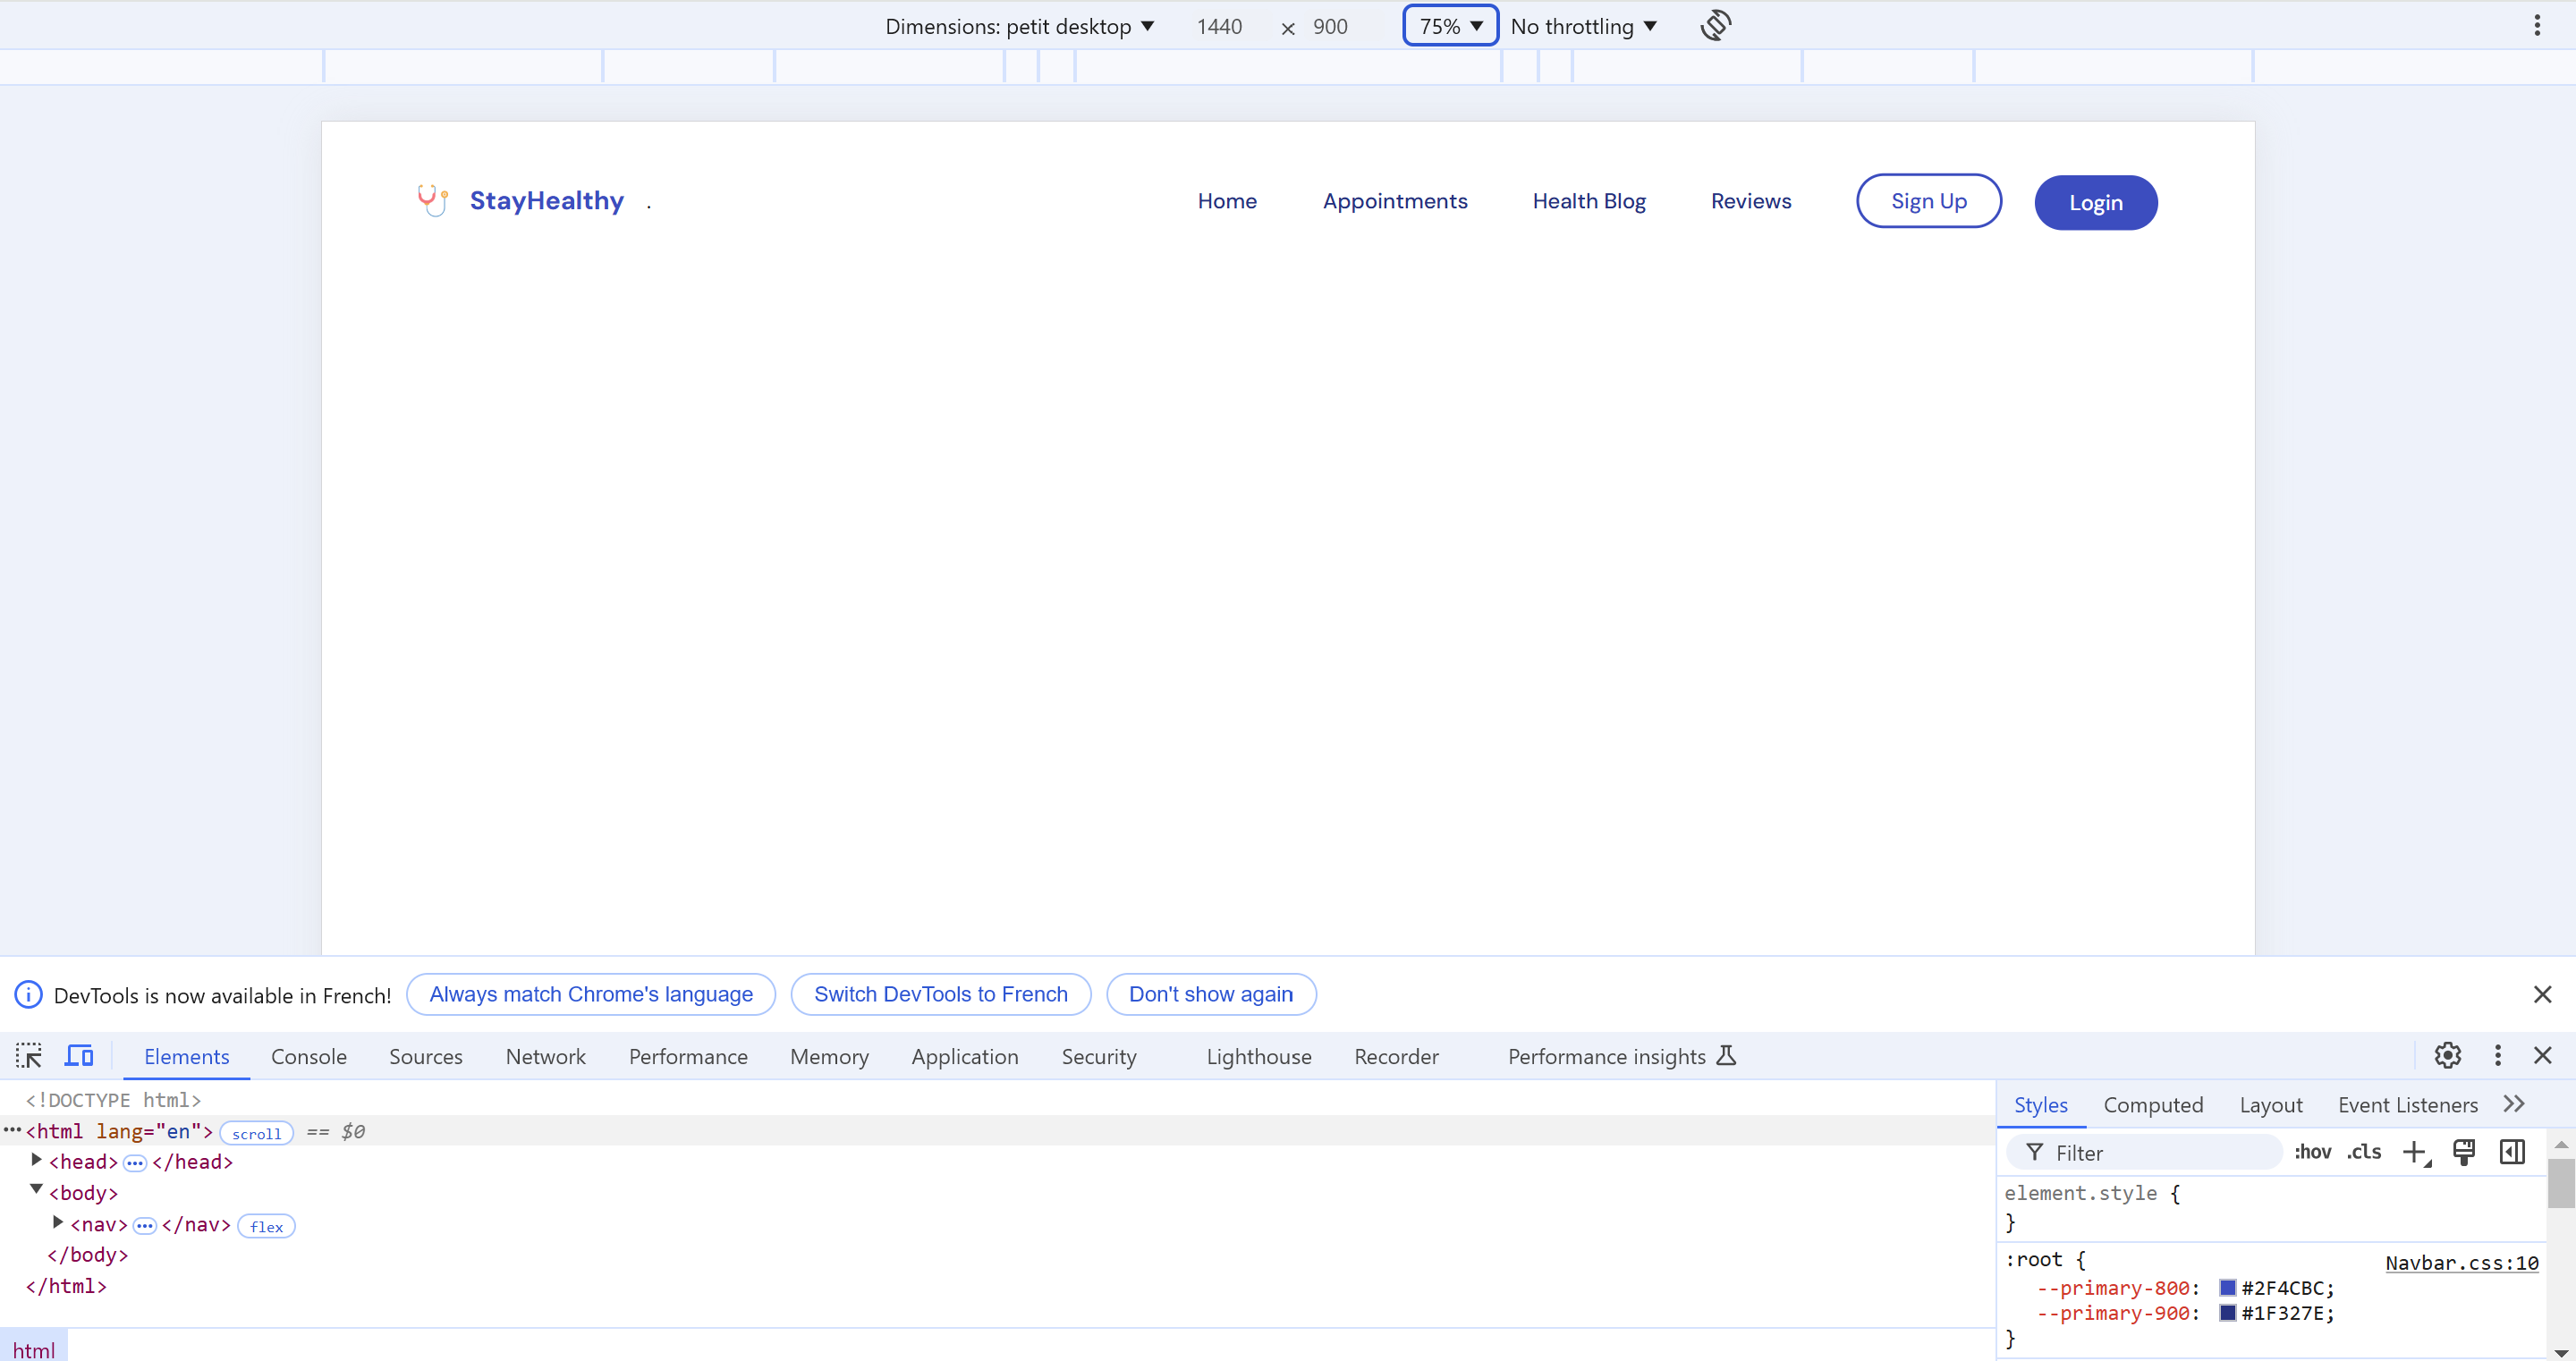 Dimensions: petit desktop ▼ 1440 × 900 75% ▼ No throttling ▼
StayHealthy .
Home Appointments Health Blog Reviews Sign Up Login
DevTools is now available in French! Always match Chrome's language Switch DevTools to French Don't show again
Elements Console Sources Network Performance Memory Application Security Lighthouse Recorder Performance insights
<!DOCTYPE html>
<html lang="en"> scroll == $0
<head> ••• </head>
<body>
<nav> ••• </nav> flex
</body>
</html>
html
Styles Computed Layout Event Listeners
Filter :hov .cls
element.style {
}
:root { Navbar.css:10
--primary-800: #2F4CBC;
--primary-900: #1F327E;
}